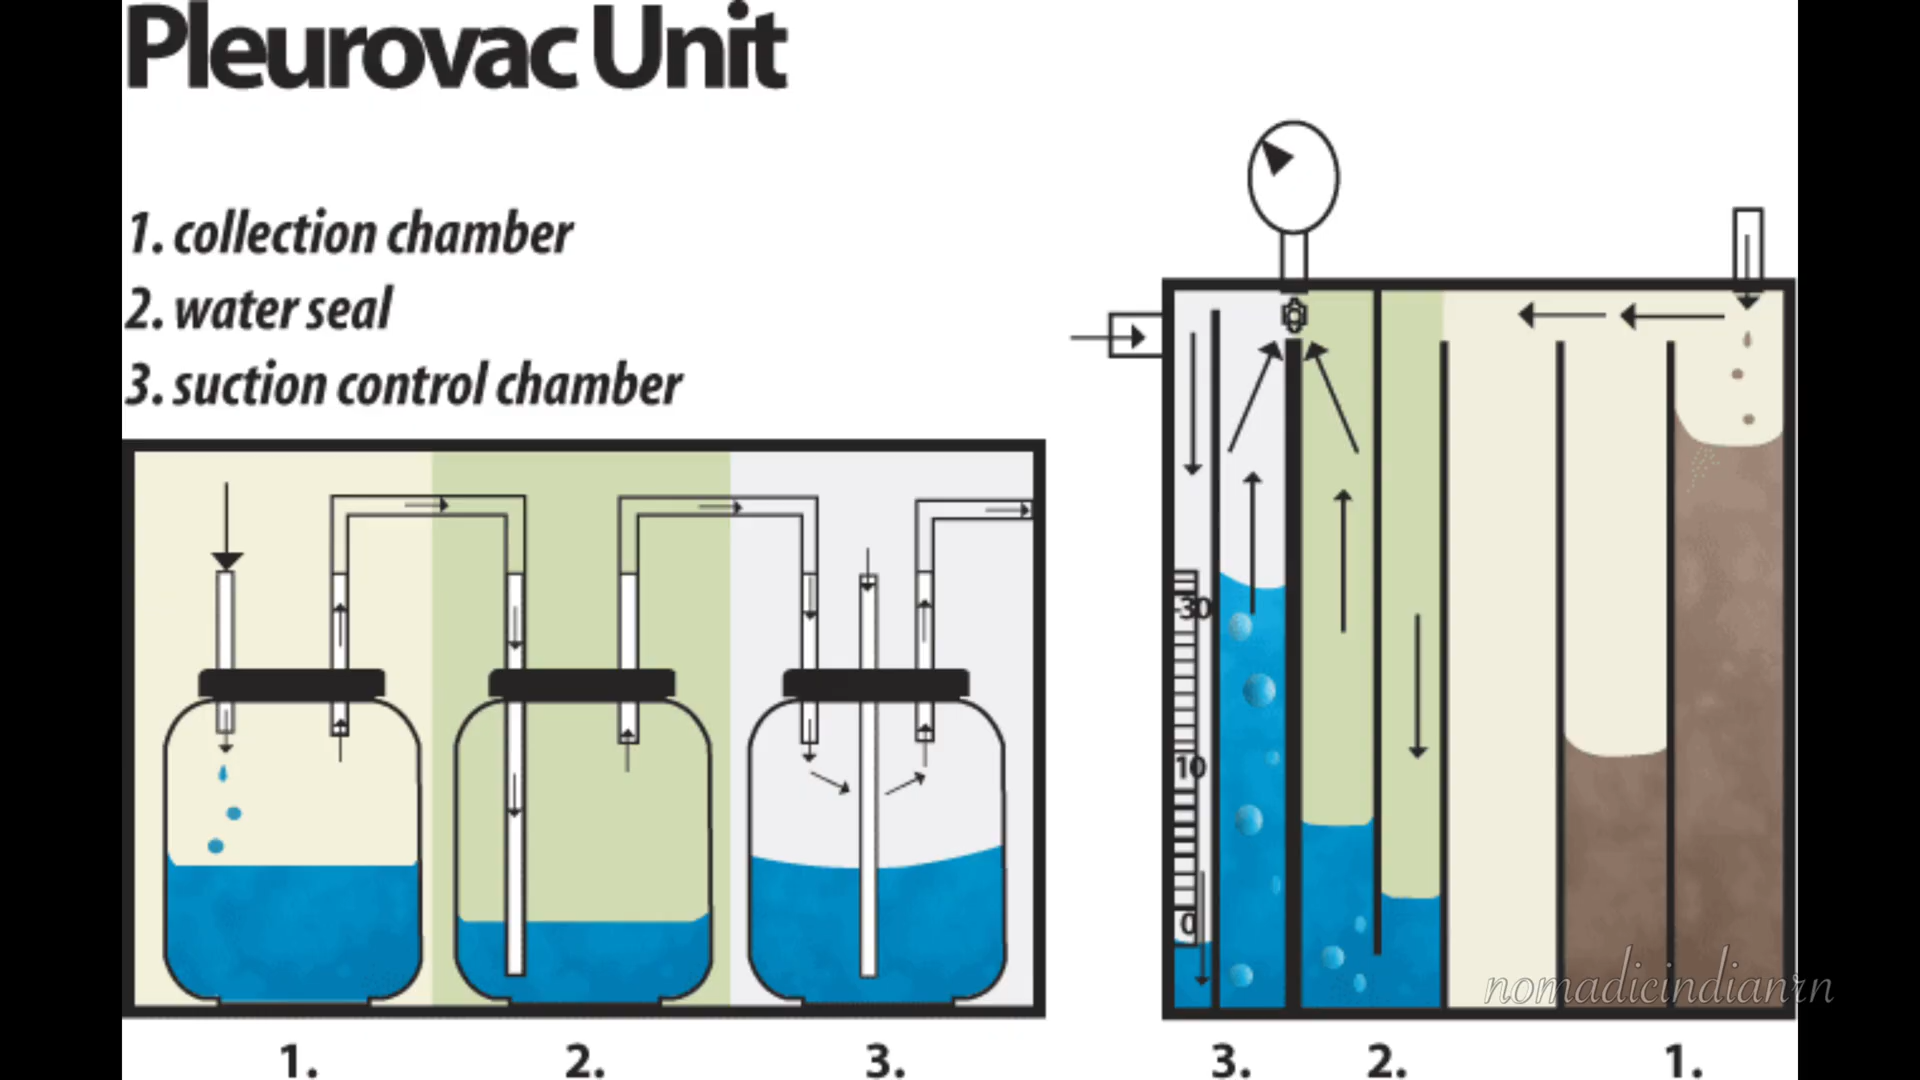 Pleurovac Unit
1. collection chamber
2. water seal
3. suction control chamber
-30
10
0
nomadicindianrn
1. 2. 3.
3. 2. 1.